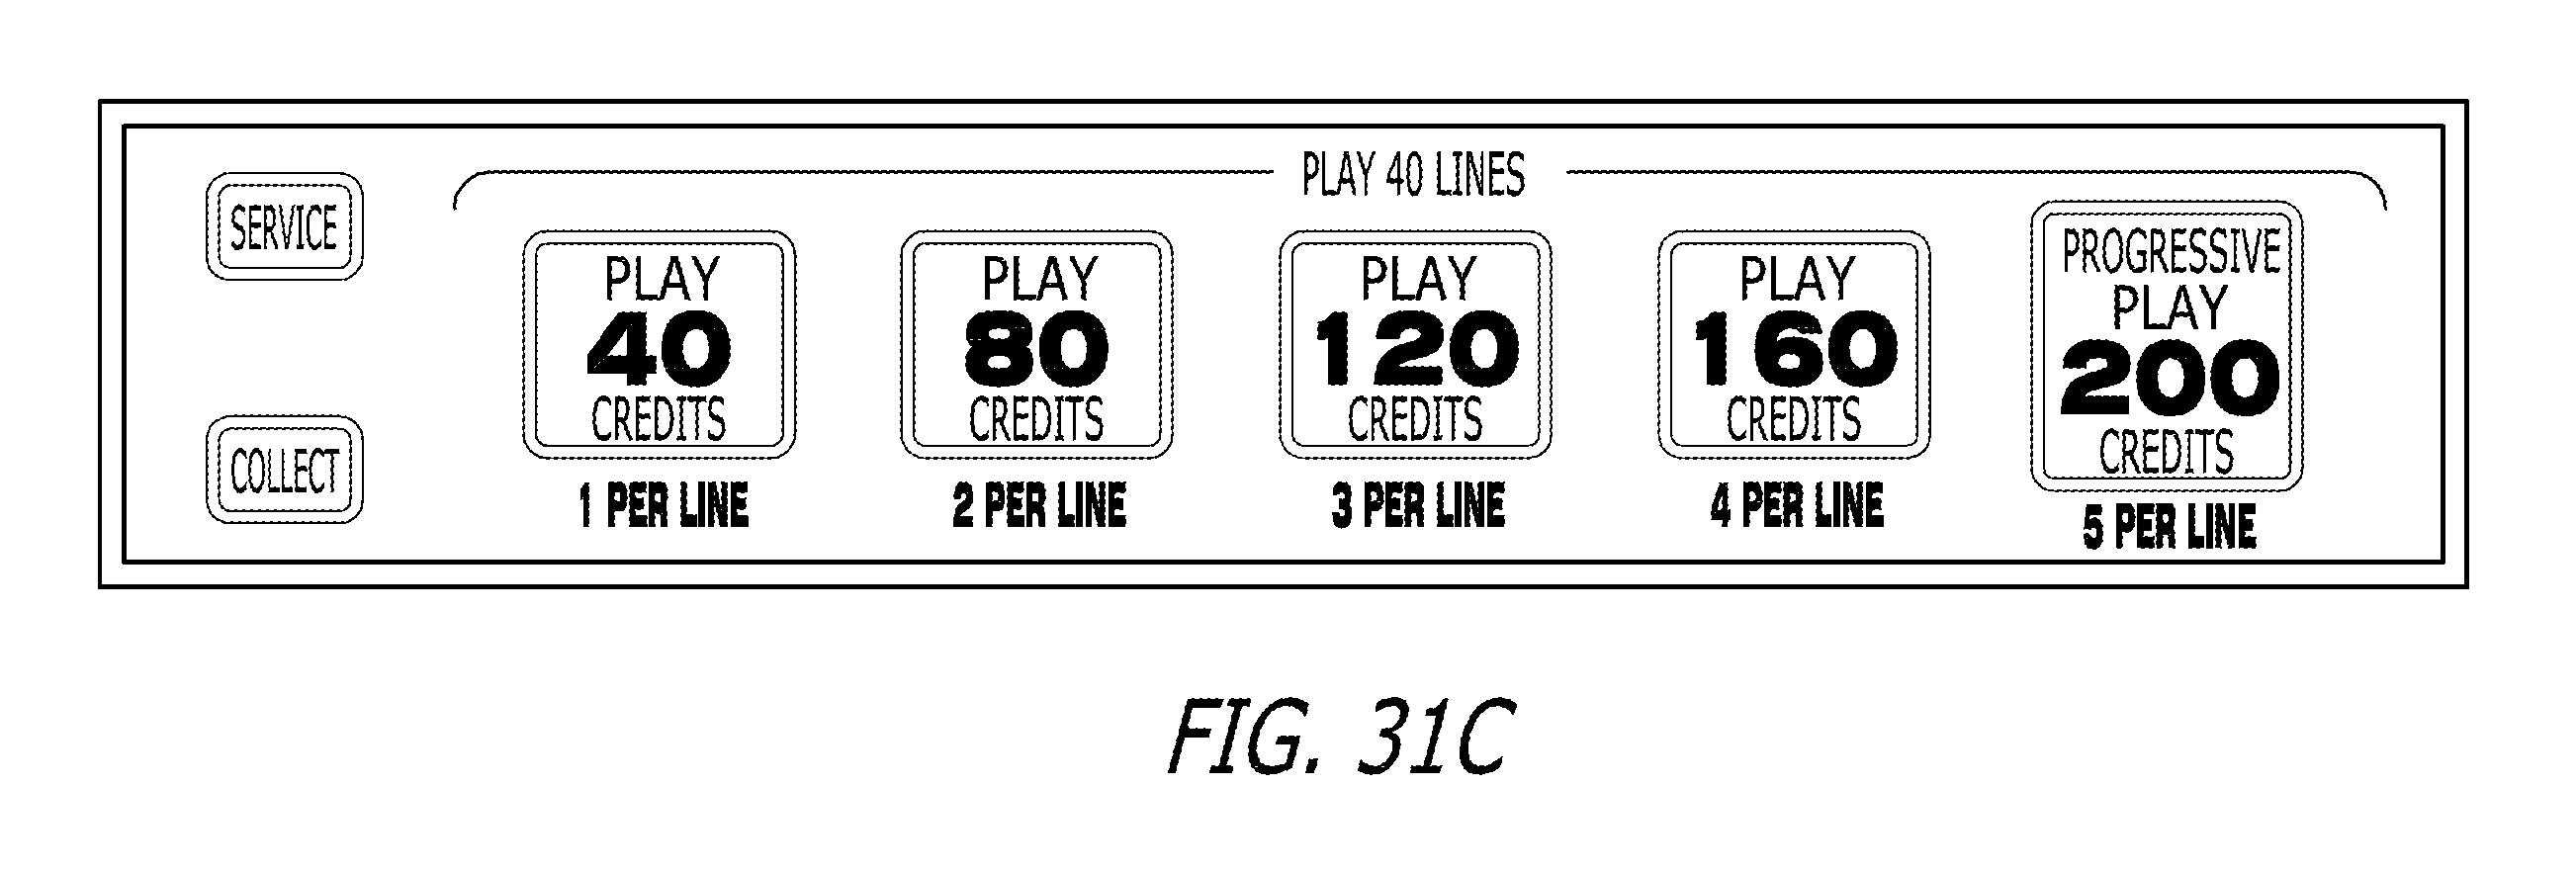 SERVICE
COLLECT
PLAY 40 LINES
PLAY
40
CREDITS
1 PER LINE
PLAY
80
CREDITS
2 PER LINE
PLAY
120
CREDITS
3 PER LINE
PLAY
160
CREDITS
4 PER LINE
PROGRESSIVE
PLAY
200
CREDITS
5 PER LINE
FIG. 31C